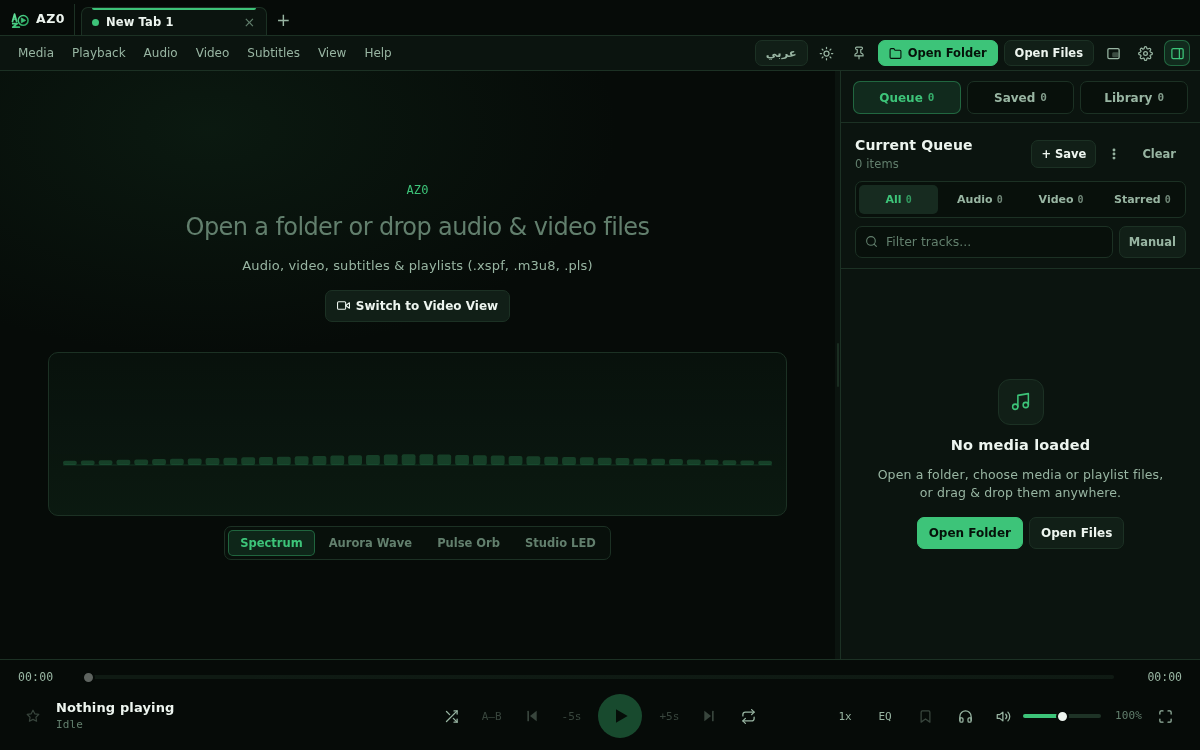 AZ0
New Tab 1
Media Playback Audio Video Subtitles View Help
عربي
Open Folder
Open Files
AZ0
Open a folder or drop audio & video files
Audio, video, subtitles & playlists (.xspf, .m3u8, .pls)
Switch to Video View
Spectrum Aurora Wave Pulse Orb Studio LED
Queue 0 Saved 0 Library 0
Current Queue
0 items
+ Save
Clear
All 0 Audio 0 Video 0 Starred 0
Filter tracks...
Manual
No media loaded
Open a folder, choose media or playlist files,
or drag & drop them anywhere.
Open Folder Open Files
00:00 00:00
Nothing playing
Idle
A–B -5s +5s
1x EQ 100%